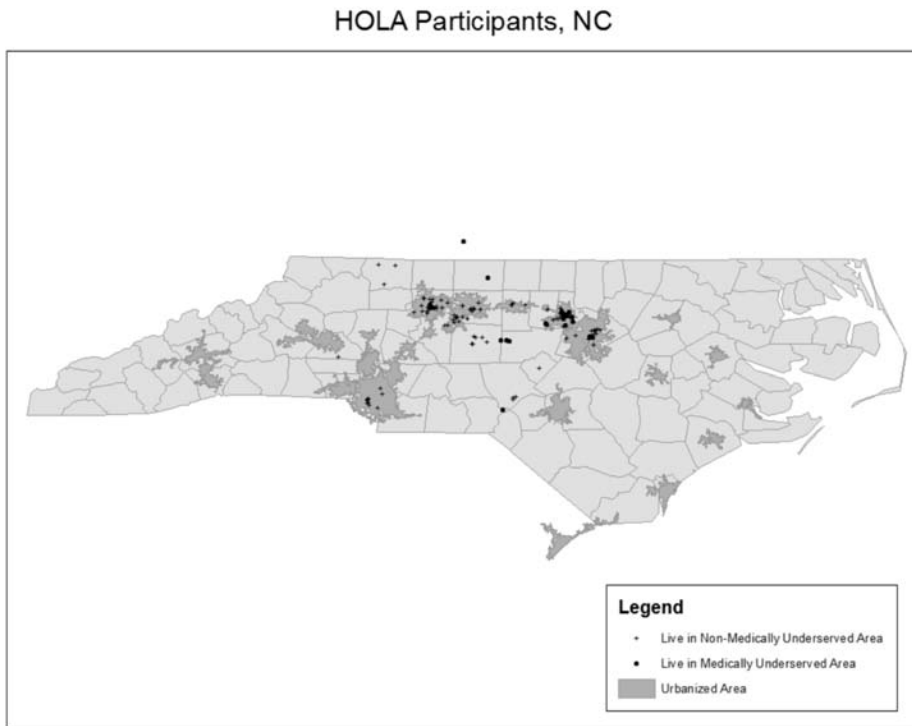 HOLA Participants, NC
Legend
Live in Non-Medically Underserved Area
Live in Medically Underserved Area
Urbanized Area